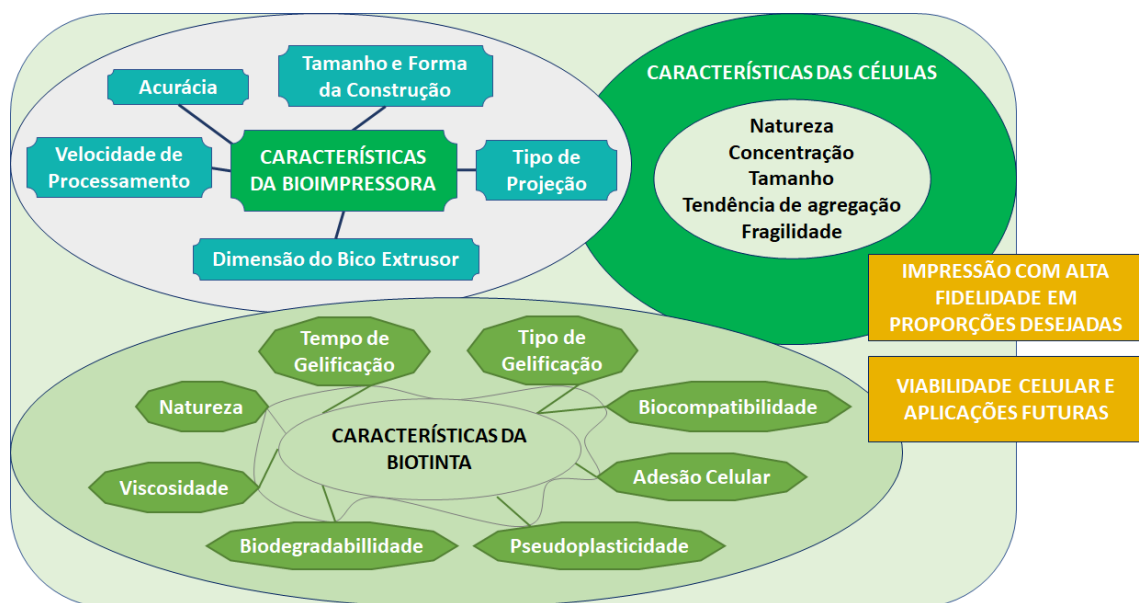 Acurácia
Tamanho e Forma
da Construção
Velocidade de
Processamento
CARACTERÍSTICAS
DA BIOIMPRESSORA
Tipo de
Projeção
Dimensão do Bico Extrusor
CARACTERÍSTICAS DAS CÉLULAS
Natureza
Concentração
Tamanho
Tendência de agregação
Fragilidade
IMPRESSÃO COM ALTA
FIDELIDADE EM
PROPORÇÕES DESEJADAS
VIABILIDADE CELULAR E
APLICAÇÕES FUTURAS
Tempo de
Gelificação
Tipo de
Gelificação
Natureza
Biocompatibilidade
CARACTERÍSTICAS DA
BIOTINTA
Viscosidade
Adesão Celular
Biodegradabillidade
Pseudoplasticidade